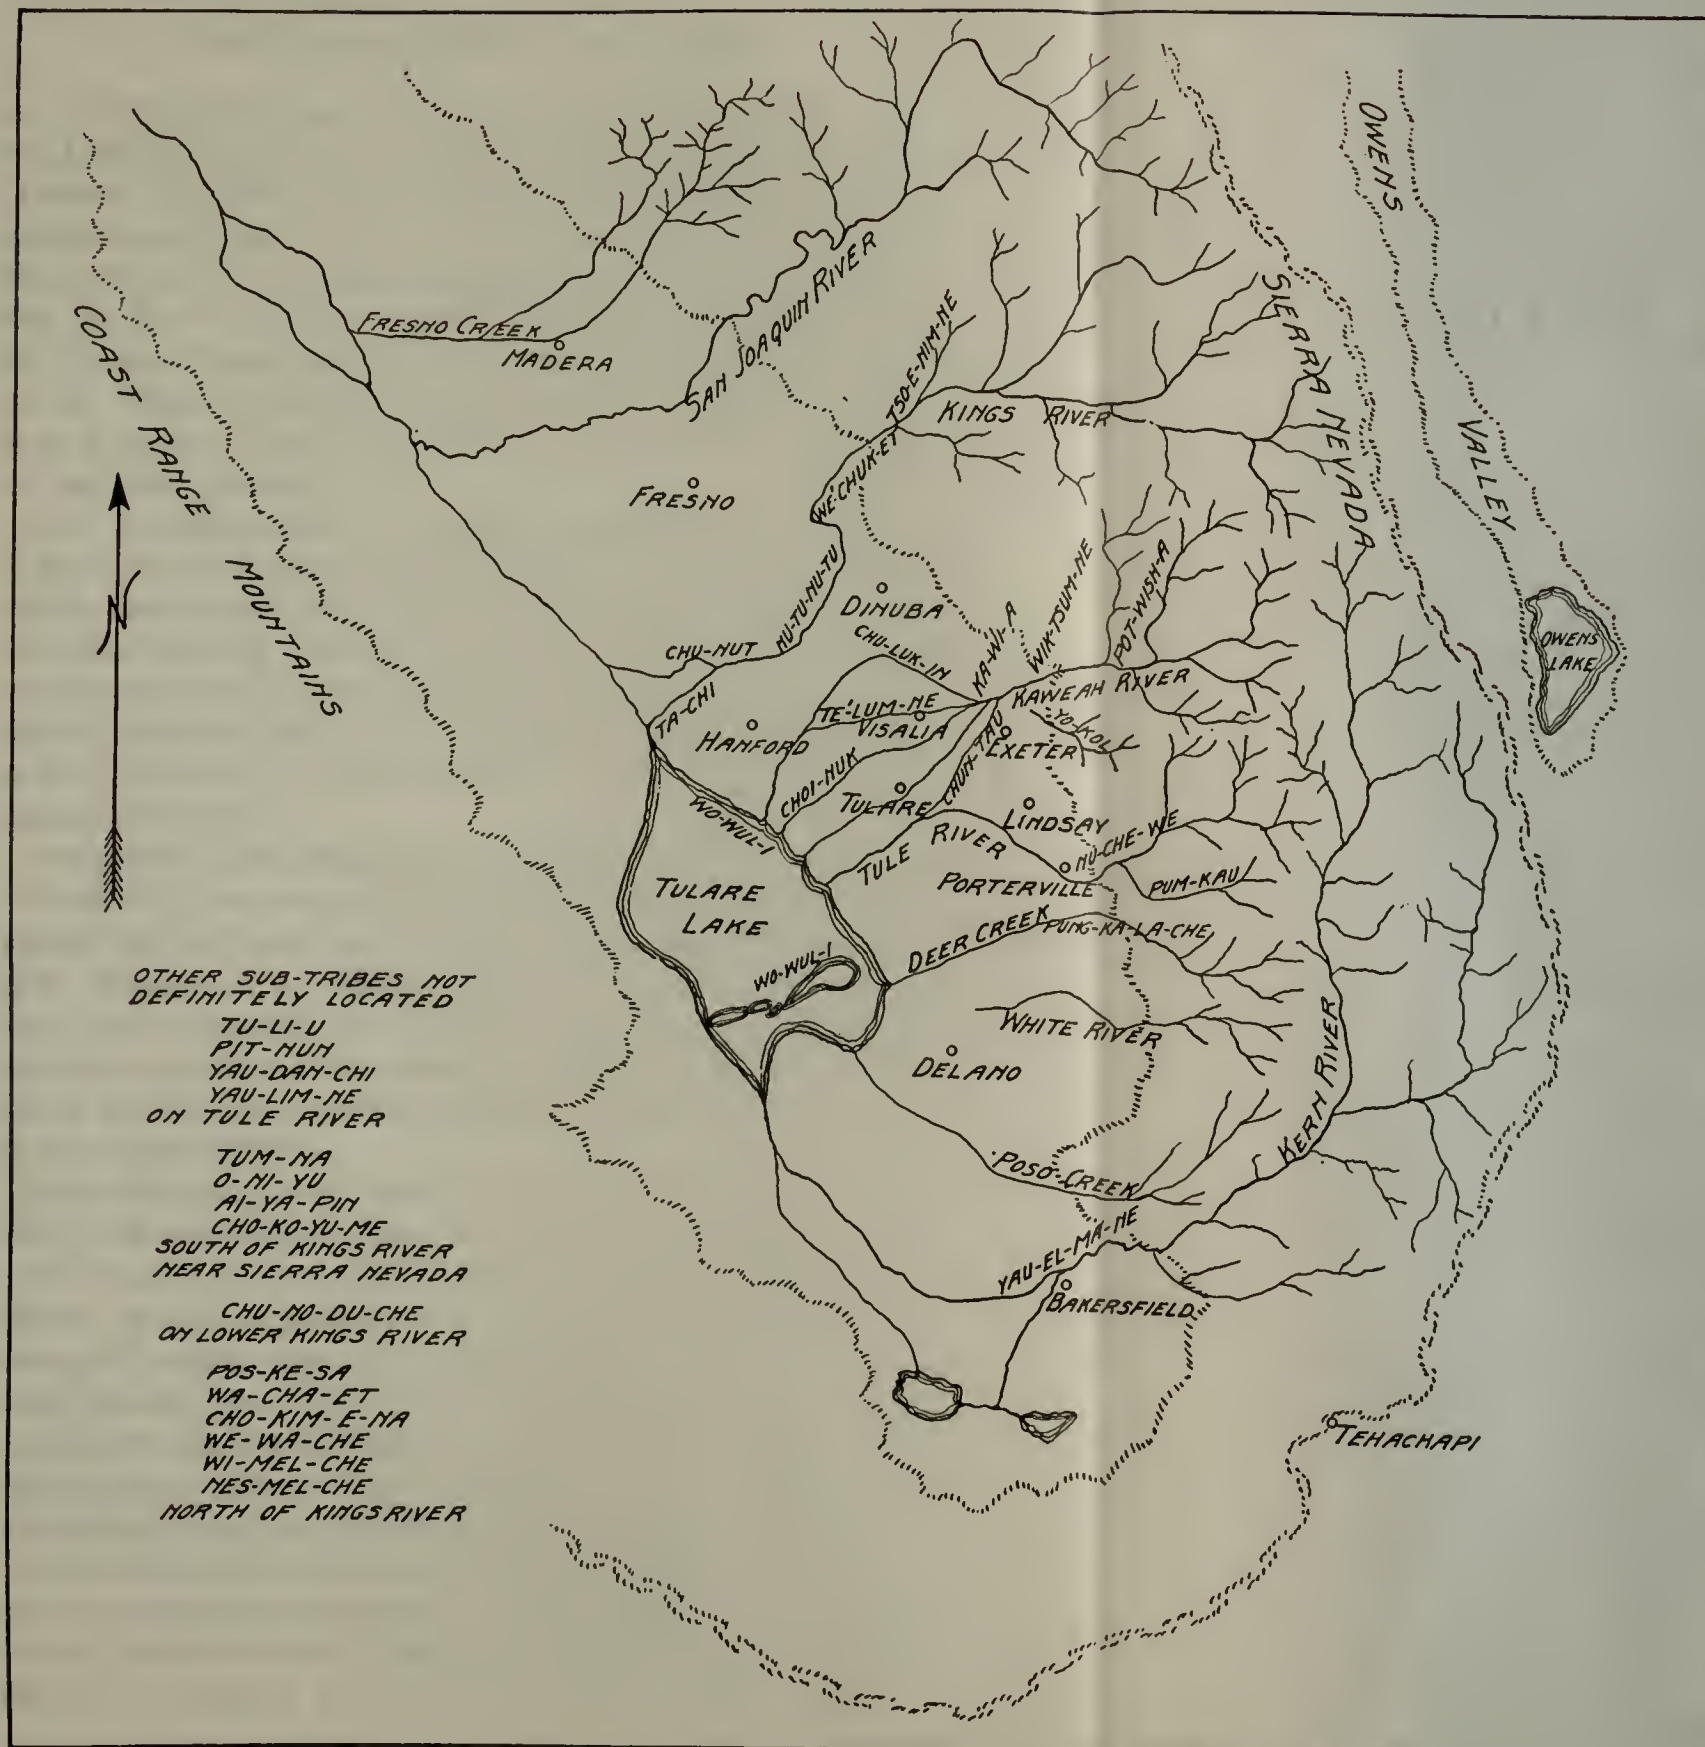 OWENS
VALLEY
SIERRA NEVADA
COAST RANGE
MOUNTAINS
N
FRESNO CREEK
MADERA
SAN JOAQUIN RIVER
TSO-E-NIM-NE
KINGS RIVER
WE-CHUK-ET
FRESNO
NU-TU-NU-TU
DINUBA
CHU-NUT
CHU-LUK-IN
KA-WI-A
WIK-TSUM-NE
POT-WISH-A
OWENS
LAKE
TA-CHI
TE-LUM-NE
KAWEAH RIVER
VISALIA
HANFORD
YO-KOL
EXETER
CHOI-NUK
CHUN-TAU
TULARE
LINDSAY
WO-WUL-I
TULE RIVER
NU-CHE-WE
PORTERVILLE
PUM-KAU
TULARE
LAKE
DEER CREEK
PUNG-KA-LA-CHE
WO-WUL-I
WHITE RIVER
DELANO
KERN RIVER
POSO CREEK
YAU-EL-MA-NE
BAKERSFIELD
TEHACHAPI
OTHER SUB-TRIBES NOT
DEFINITELY LOCATED
TU-LI-U
PIT-NUN
YAU-DAN-CHI
YAU-LIM-NE
ON TULE RIVER
TUM-NA
O-NI-YU
AI-YA-PIN
CHO-KO-YU-ME
SOUTH OF KINGS RIVER
NEAR SIERRA NEVADA
CHU-NO-DU-CHE
ON LOWER KINGS RIVER
POS-KE-SA
WA-CHA-ET
CHO-KIM-E-NA
WE-WA-CHE
WI-MEL-CHE
NES-MEL-CHE
NORTH OF KINGS RIVER